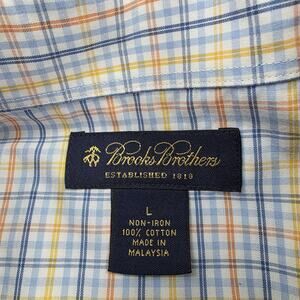 Brooks Brothers
ESTABLISHED 1818
L
NON-IRON
100% COTTON
MADE IN
MALAYSIA